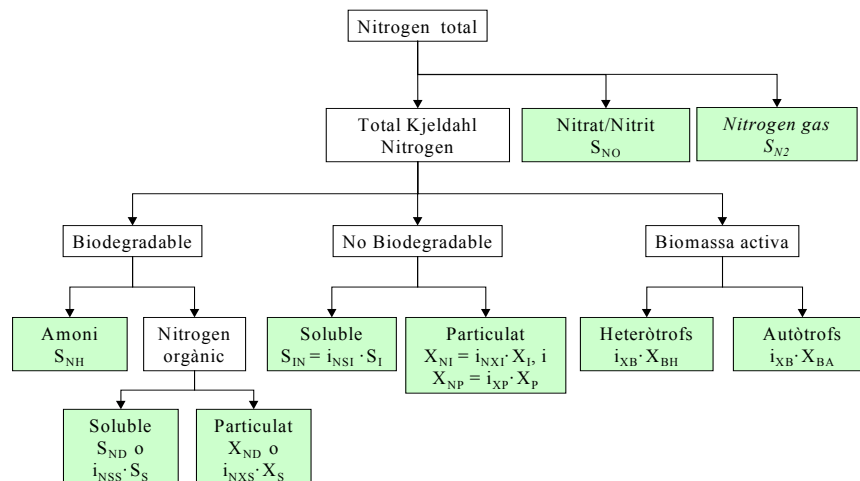 Nitrogen total
Total Kjeldahl
Nitrogen
Nitrat/Nitrit
S_NO
Nitrogen gas
S_N2
Biodegradable
No Biodegradable
Biomassa activa
Amoni
S_NH
Nitrogen
orgànic
Soluble
S_IN = i_NSI · S_I
Particulat
X_NI = i_NXI · X_I, i
X_NP = i_XP · X_P
Heteròtrofs
i_XB · X_BH
Autòtrofs
i_XB · X_BA
Soluble
S_ND o
i_NSS · S_S
Particulat
X_ND o
i_NXS · X_S